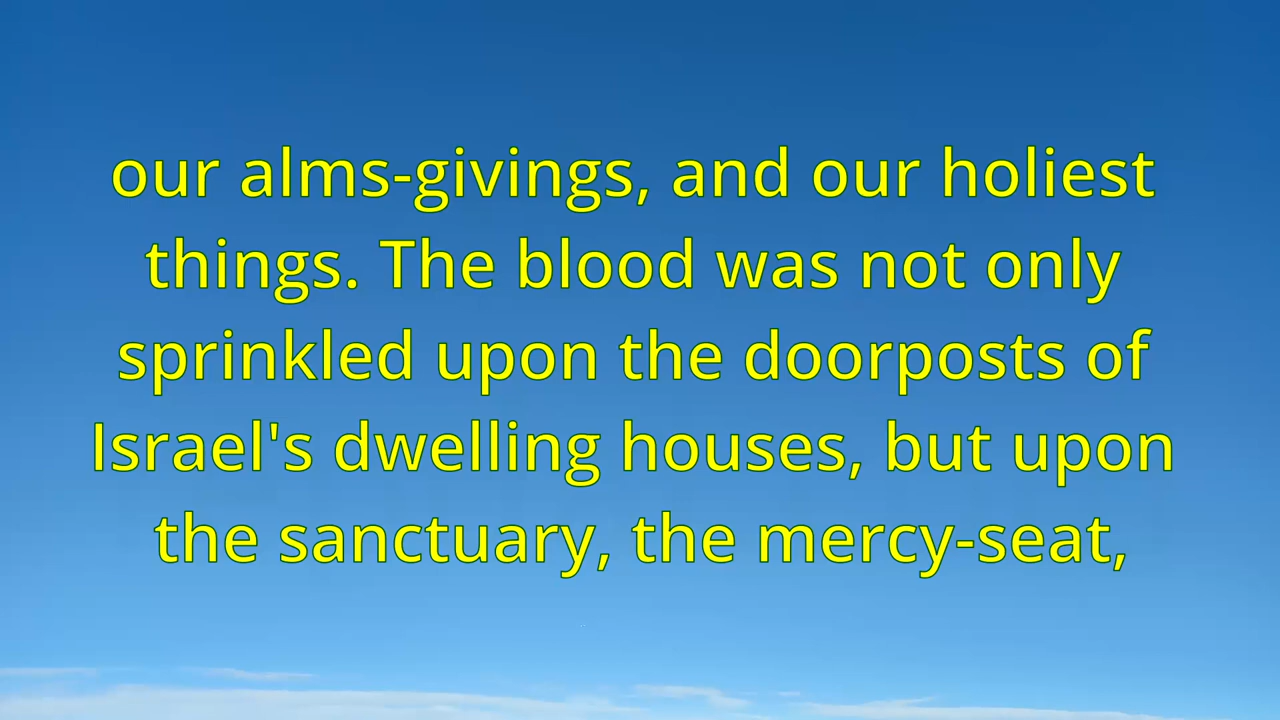 our alms-givings, and our holiest
things. The blood was not only
sprinkled upon the doorposts of
Israel's dwelling houses, but upon
the sanctuary, the mercy-seat,